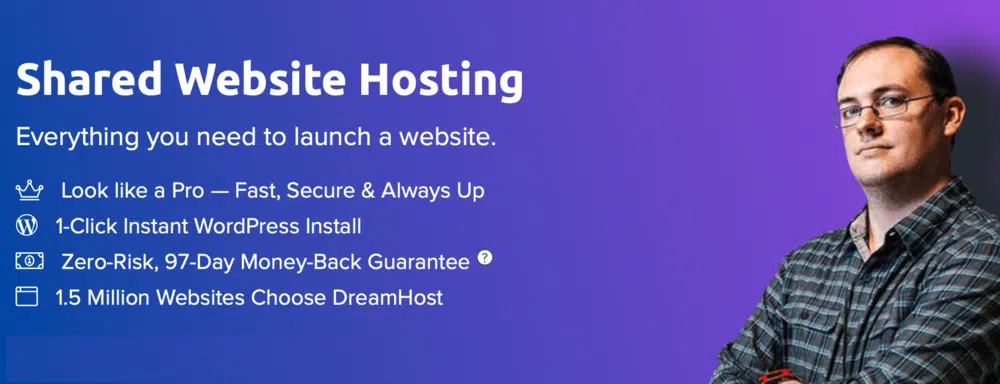 Shared Website Hosting
Everything you need to launch a website.
Look like a Pro — Fast, Secure & Always Up
1-Click Instant WordPress Install
Zero-Risk, 97-Day Money-Back Guarantee ?
1.5 Million Websites Choose DreamHost